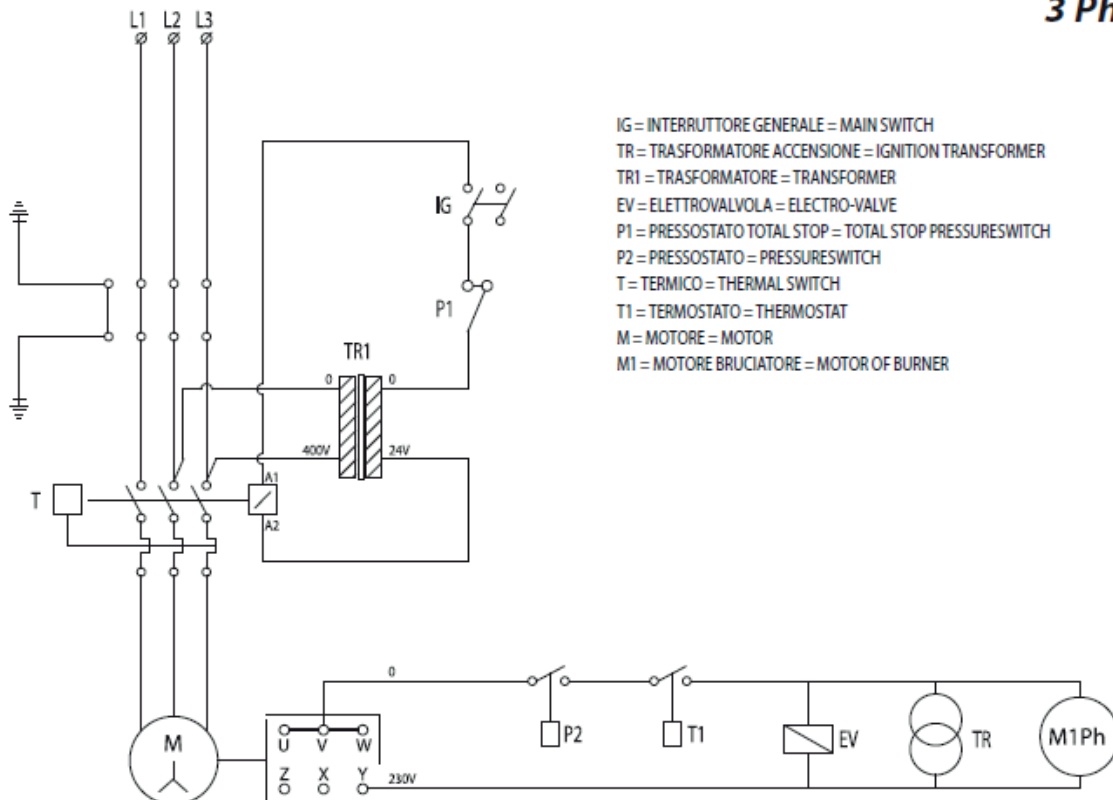 3 Ph
L1 L2 L3
IG = INTERRUTTORE GENERALE = MAIN SWITCH
TR = TRASFORMATORE ACCENSIONE = IGNITION TRANSFORMER
TR1 = TRASFORMATORE = TRANSFORMER
EV = ELETTROVALVOLA = ELECTRO-VALVE
P1 = PRESSOSTATO TOTAL STOP = TOTAL STOP PRESSURESWITCH
P2 = PRESSOSTATO = PRESSURESWITCH
T = TERMICO = THERMAL SWITCH
T1 = TERMOSTATO = THERMOSTAT
M = MOTORE = MOTOR
M1 = MOTORE BRUCIATORE = MOTOR OF BURNER
IG
P1
TR1
0 0
400V 24V
A1
T
A2
0
M
U V W
P2 T1 EV TR M1Ph
Z X Y 230V